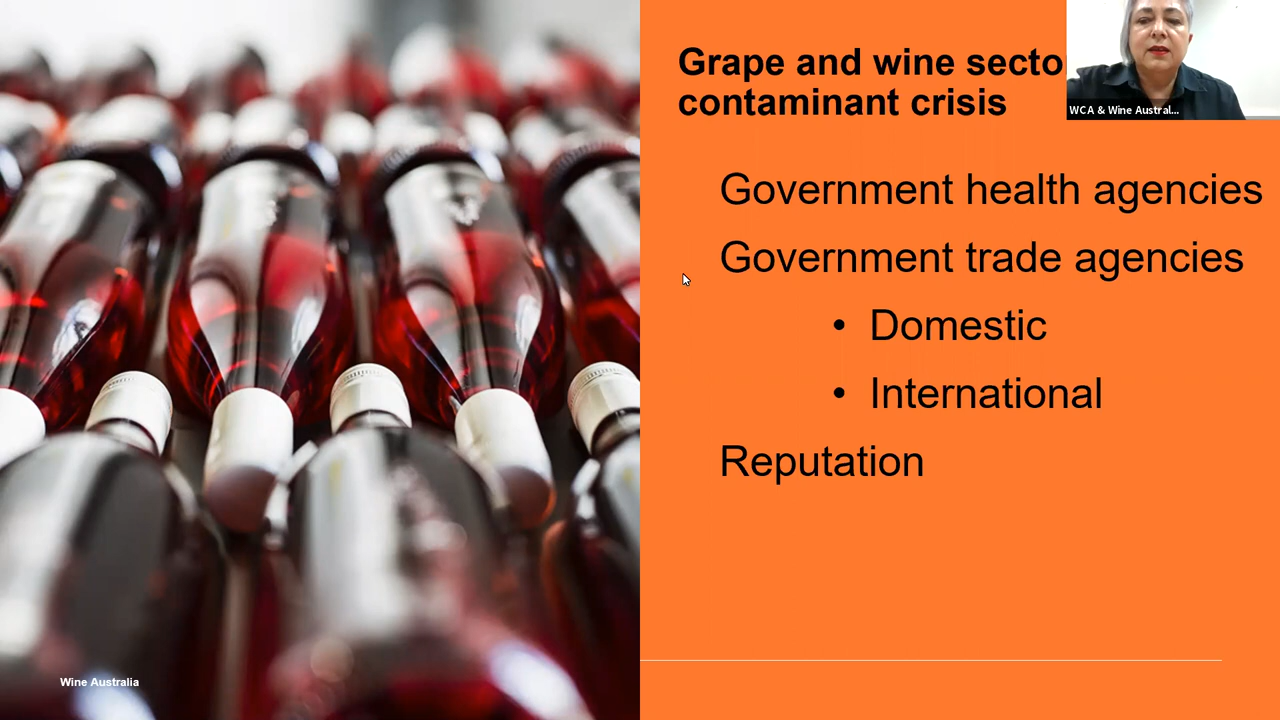 Grape and wine secto
contaminant crisis
WCA & Wine Austral...
Government health agencies
Government trade agencies
• Domestic
• International
Reputation
Wine Australia